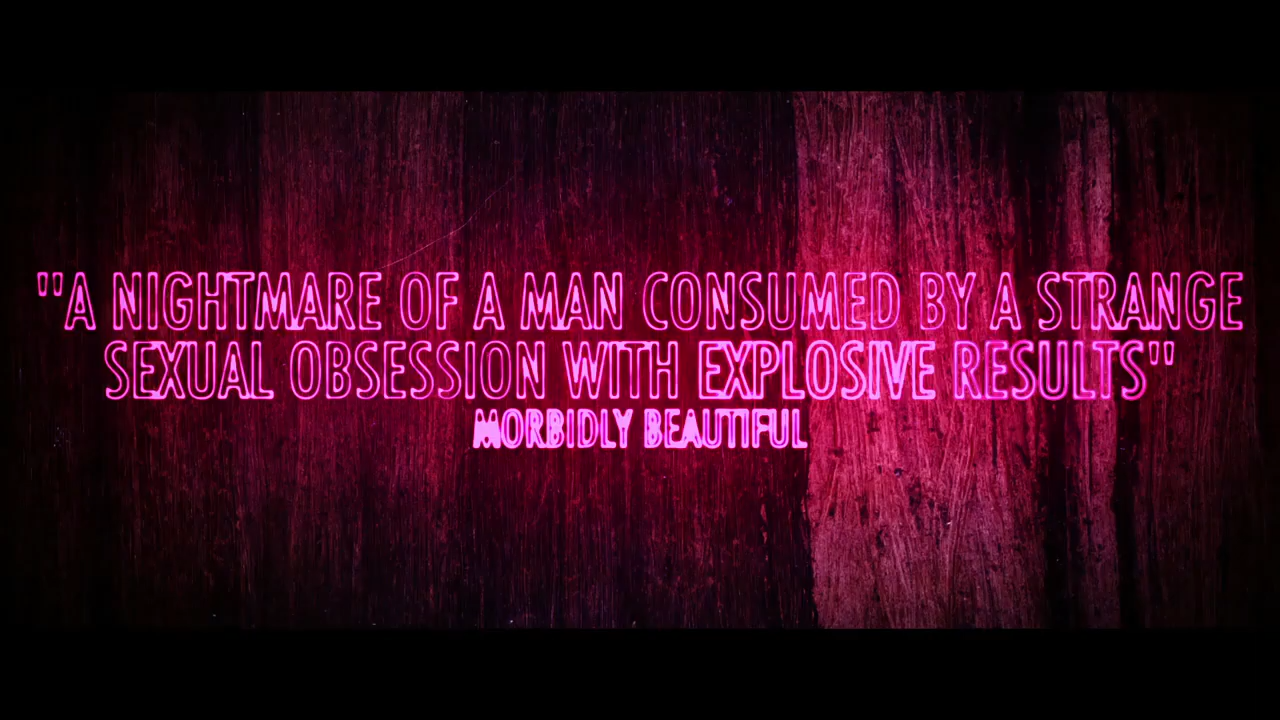 "A NIGHTMARE OF A MAN CONSUMED BY A STRANGE
SEXUAL OBSESSION WITH EXPLOSIVE RESULTS"
MORBIDLY BEAUTIFUL